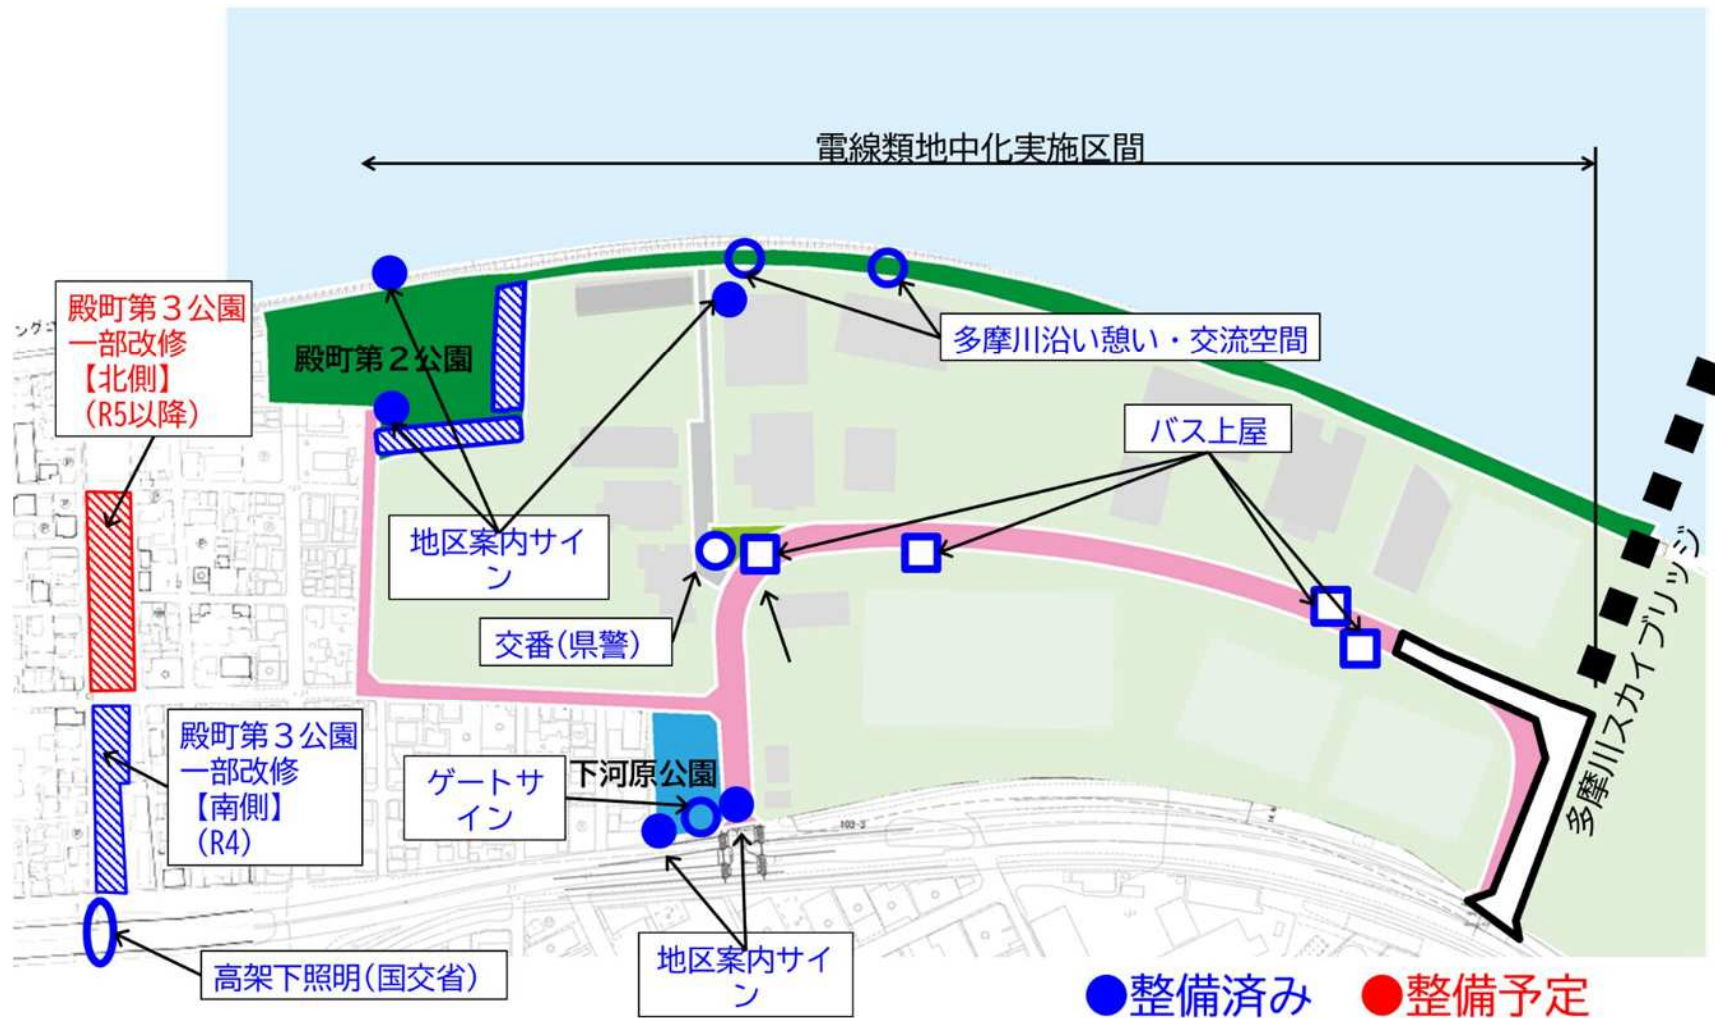 電線類地中化実施区間
殿町第３公園
一部改修
【北側】
（R5以降）
殿町第２公園
多摩川沿い憩い・交流空間
バス上屋
地区案内サイ
ン
交番(県警)
多摩川スカイブリッジ
殿町第３公園
一部改修
【南側】
（R4）
ゲートサ
イン
下河原公園
高架下照明(国交省)
地区案内サイ
ン
●整備済み
●整備予定